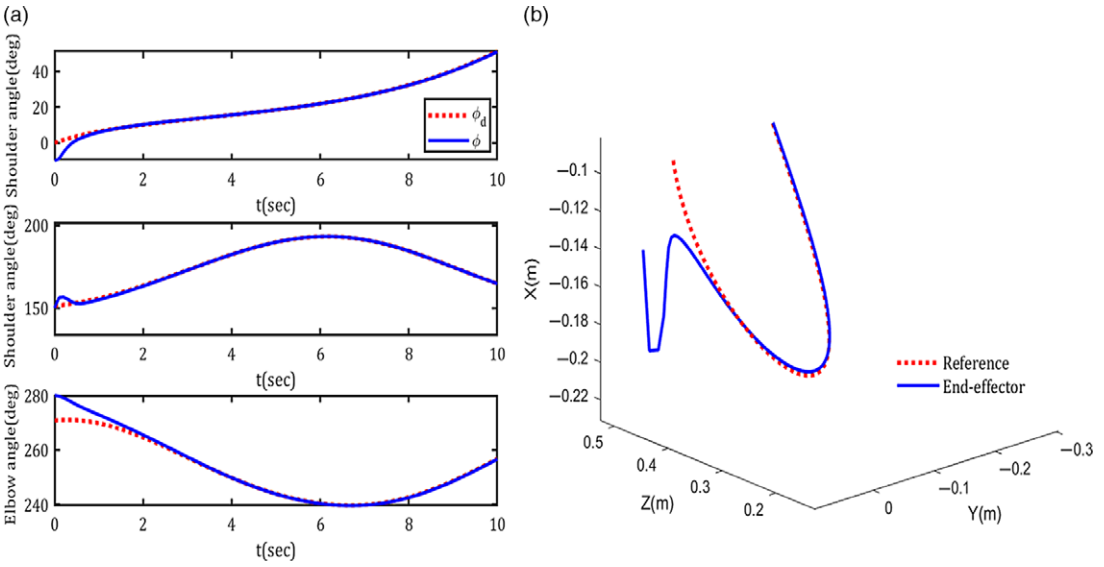 (a)
Shoulder angle(deg)
40
20
0
ϕd
ϕ
0 2 4 6 8 10
t(sec)
Shoulder angle(deg)
200
150
0 2 4 6 8 10
t(sec)
Elbow angle(deg)
280
260
240
0 2 4 6 8 10
t(sec)
(b)
X(m)
−0.1
−0.12
−0.14
−0.16
−0.18
−0.2
−0.22
Reference
End-effector
0.5
0.4
0.3
0.2
Z(m)
−0.3
−0.2
−0.1
0
Y(m)